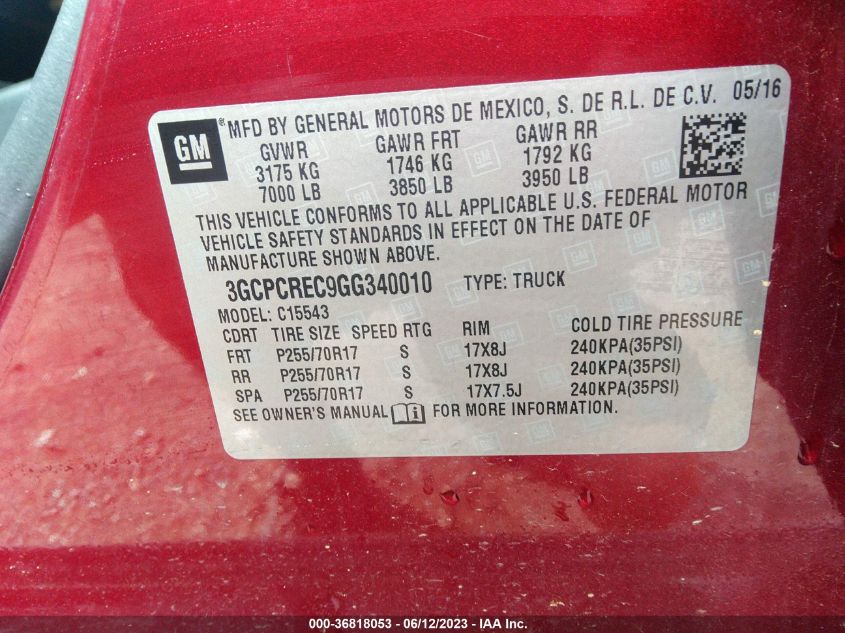 GM ® MFD BY GENERAL MOTORS DE MEXICO, S. DE R.L. DE C.V. 05/16
GVWR GAWR FRT GAWR RR
3175 KG 1746 KG 1792 KG
7000 LB 3850 LB 3950 LB
THIS VEHICLE CONFORMS TO ALL APPLICABLE U.S. FEDERAL MOTOR
VEHICLE SAFETY STANDARDS IN EFFECT ON THE DATE OF
MANUFACTURE SHOWN ABOVE.
3GCPCREC9GG340010 TYPE: TRUCK
MODEL: C15543
CDRT TIRE SIZE SPEED RTG RIM COLD TIRE PRESSURE
FRT P255/70R17 S 17X8J 240KPA(35PSI)
RR P255/70R17 S 17X8J 240KPA(35PSI)
SPA P255/70R17 S 17X7.5J 240KPA(35PSI)
SEE OWNER'S MANUAL FOR MORE INFORMATION.
000-36818053 - 06/12/2023 - IAA Inc.